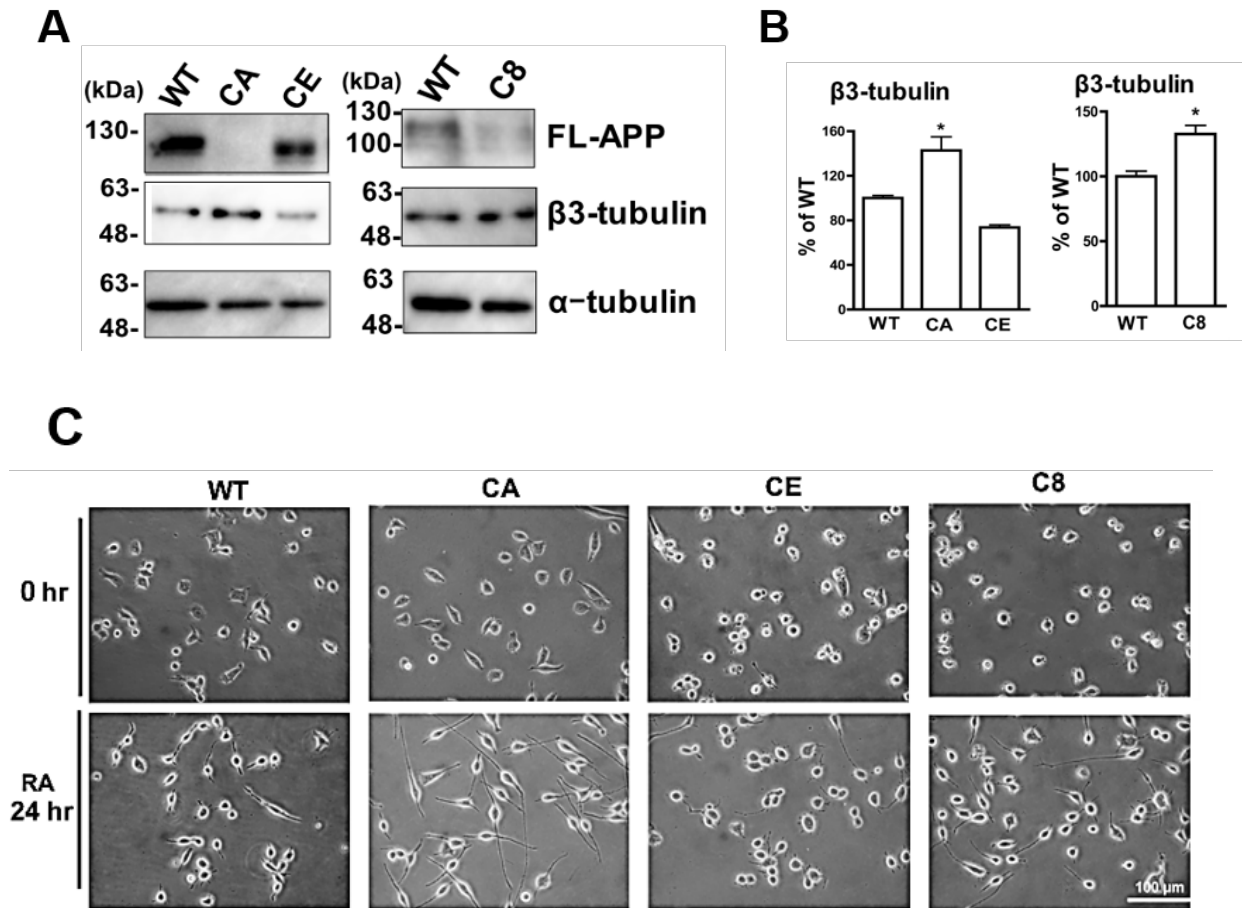 A
(kDa)
WT
CA
CE
130-
63-
48-
63-
48-
(kDa)
WT
C8
130-
100-
63-
48-
63
48-
FL-APP
β3-tubulin
α-tubulin
B
β3-tubulin
% of WT
160
120
80
40
0
WT CA CE
*
β3-tubulin
% of WT
150
100
50
0
WT C8
*
C
WT CA CE C8
0 hr
RA
24 hr
100 µm